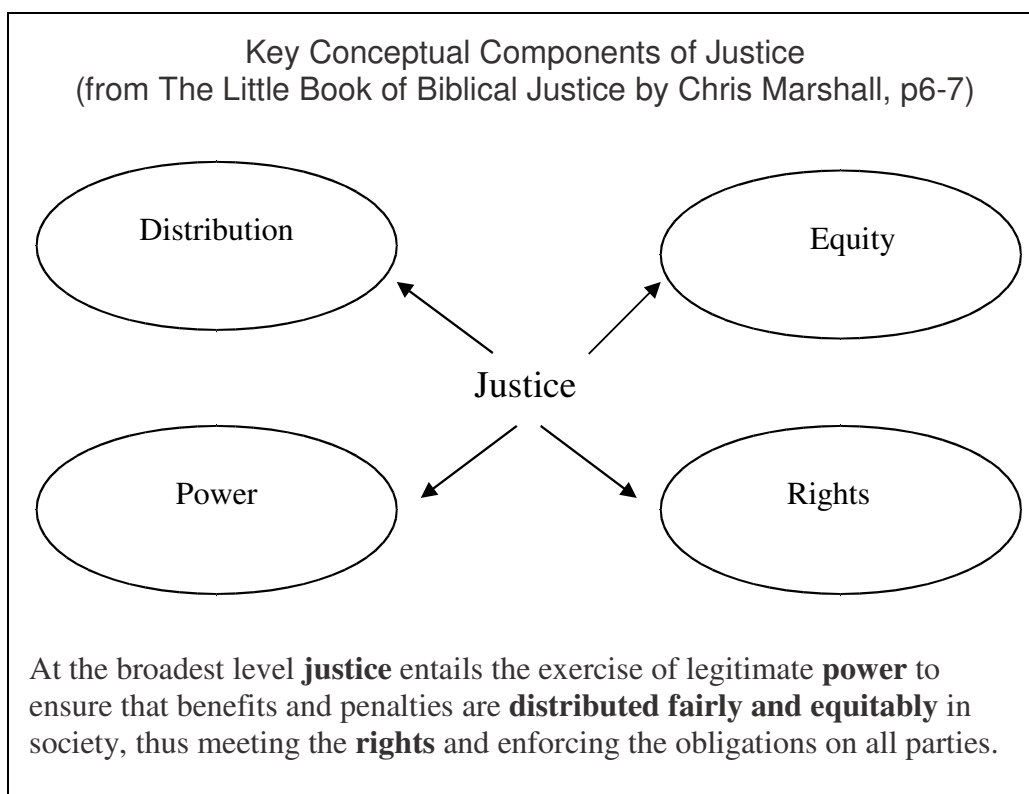 Key Conceptual Components of Justice
(from The Little Book of Biblical Justice by Chris Marshall, p6-7)
Distribution
Equity
Justice
Power
Rights
At the broadest level justice entails the exercise of legitimate power to
ensure that benefits and penalties are distributed fairly and equitably in
society, thus meeting the rights and enforcing the obligations on all parties.